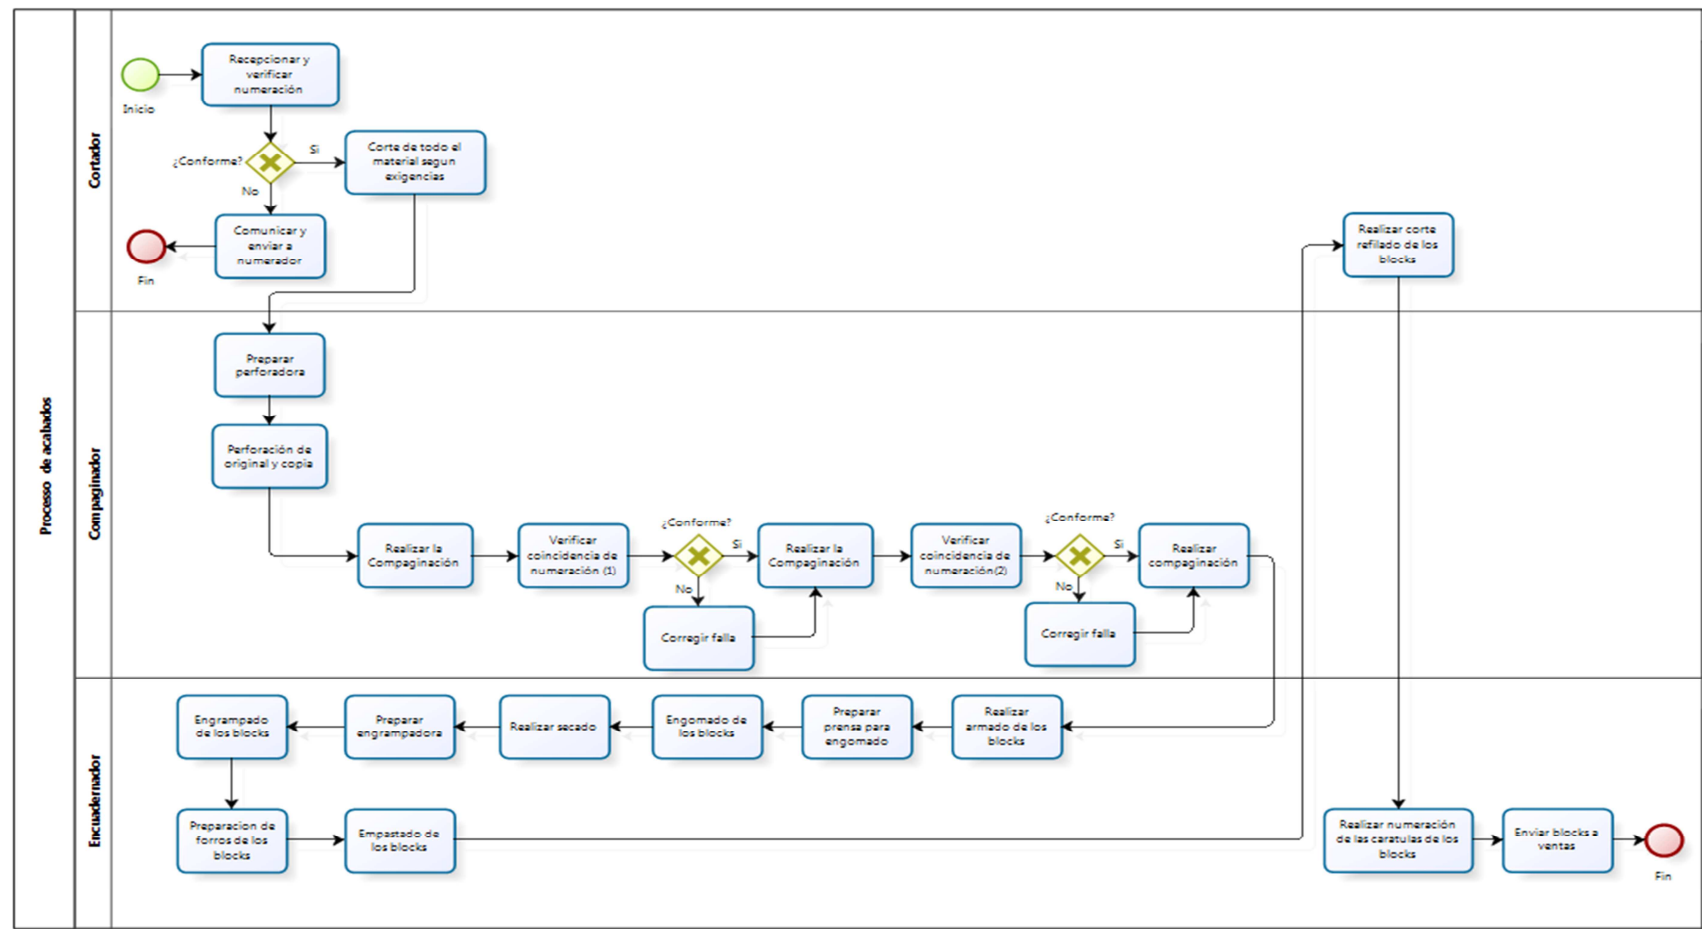 Processo de acabados
Cortador
Inicio
Recepcionar y
verificar
numeración
¿Conforme?
Si
No
Corte de todo el
material segun
exigencias
Comunicar y
enviar a
numerador
Fin
Realizar corte
refilado de los
blocks
Compaginador
Preparar
perforadora
Perforación de
original y copia
Realizar la
Compaginación
Verificar
coincidencia de
numeración (1)
¿Conforme?
Si
No
Corregir falla
Realizar la
Compaginación
Verificar
coincidencia de
numeración(2)
¿Conforme?
Si
No
Corregir falla
Realizar
compaginación
Encuadernador
Realizar
armado de los
blocks
Preparar
prensa para
engomado
Engomado de
los blocks
Realizar secado
Preparar
engrampadora
Engrampado
de los blocks
Preparacion de
forros de los
blocks
Empastado de
los blocks
Realizar numeración
de las caratulas de los
blocks
Enviar blocks a
ventas
Fin